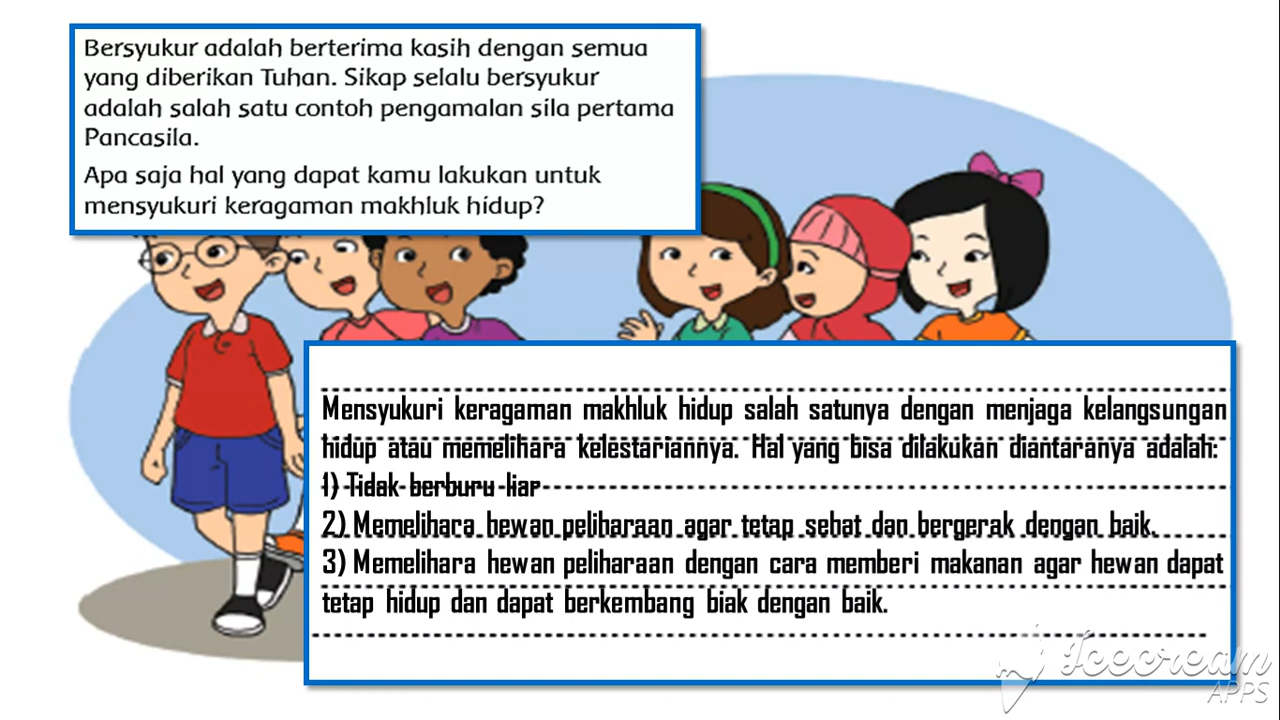 Bersyukur adalah berterima kasih dengan semua
yang diberikan Tuhan. Sikap selalu bersyukur
adalah salah satu contoh pengamalan sila pertama
Pancasila.
Apa saja hal yang dapat kamu lakukan untuk
mensyukuri keragaman makhluk hidup?
Mensyukuri keragaman makhluk hidup salah satunya dengan menjaga kelangsungan
hidup atau memelihara kelestariannya. Hal yang bisa dilakukan diantaranya adalah:
1) Tidak berburu liar
2) Memelihara hewan peliharaan agar tetap sehat dan bergerak dengan baik.
3) Memelihara hewan peliharaan dengan cara memberi makanan agar hewan dapat
tetap hidup dan dapat berkembang biak dengan baik.
Icecream
APPS